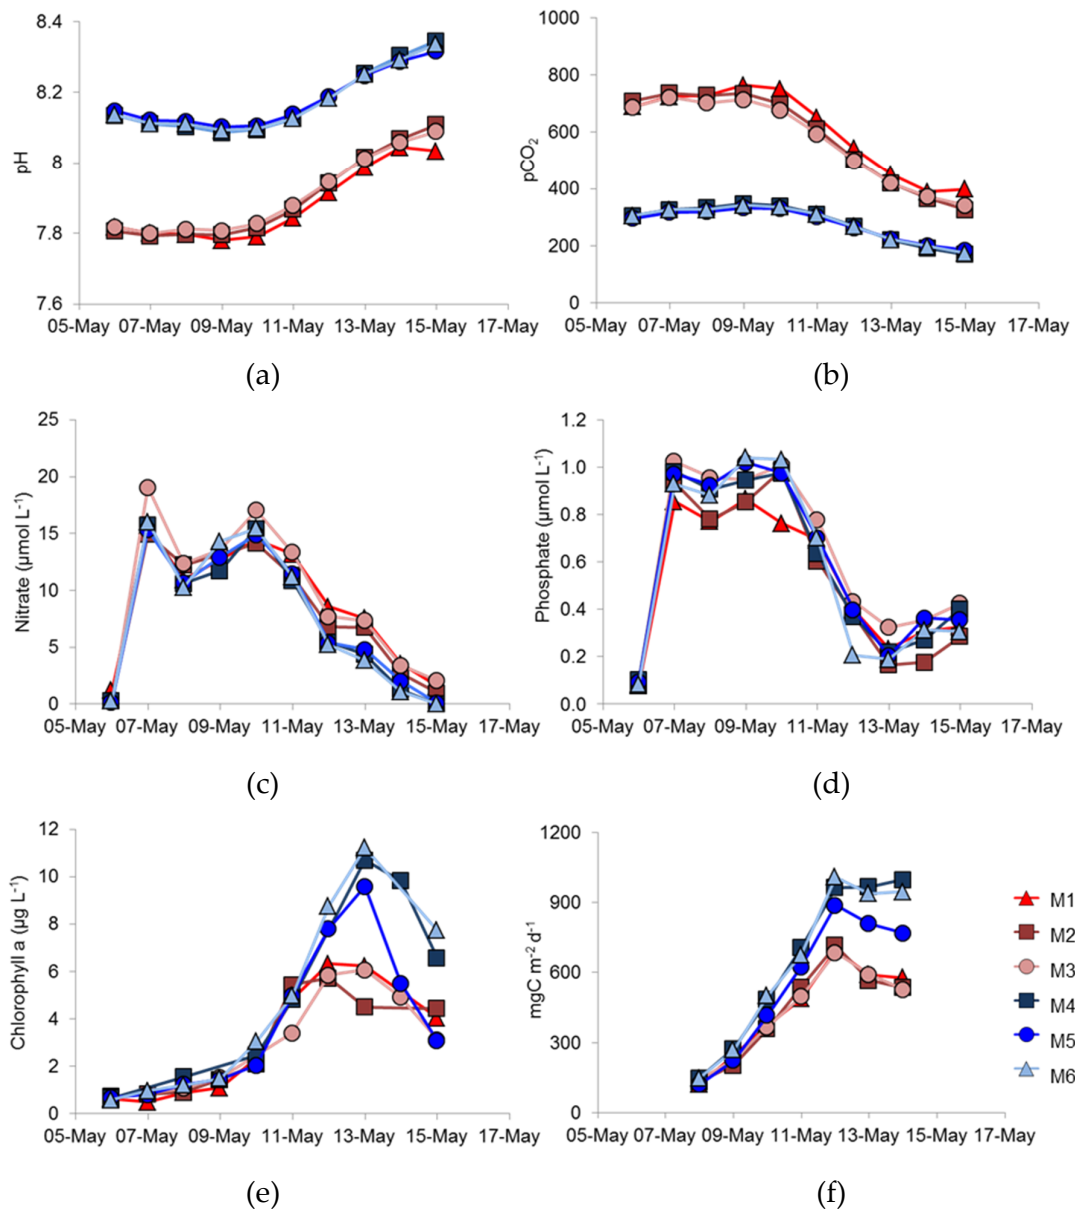 8.4
8.2
8
7.8
7.6
pH
05-May 07-May 09-May 11-May 13-May 15-May 17-May
(a)
1000
800
600
400
200
0
pCO2
05-May 07-May 09-May 11-May 13-May 15-May 17-May
(b)
25
20
15
10
5
0
Nitrate (µmol L-1)
05-May 07-May 09-May 11-May 13-May 15-May 17-May
(c)
1.2
1.0
0.8
0.6
0.4
0.2
0.0
Phosphate (µmol L-1)
05-May 07-May 09-May 11-May 13-May 15-May 17-May
(d)
12
10
8
6
4
2
0
Chlorophyll a (µg L-1)
05-May 07-May 09-May 11-May 13-May 15-May 17-May
(e)
1200
900
600
300
0
mgC m-2 d-1
05-May 07-May 09-May 11-May 13-May 15-May 17-May
(f)
M1
M2
M3
M4
M5
M6